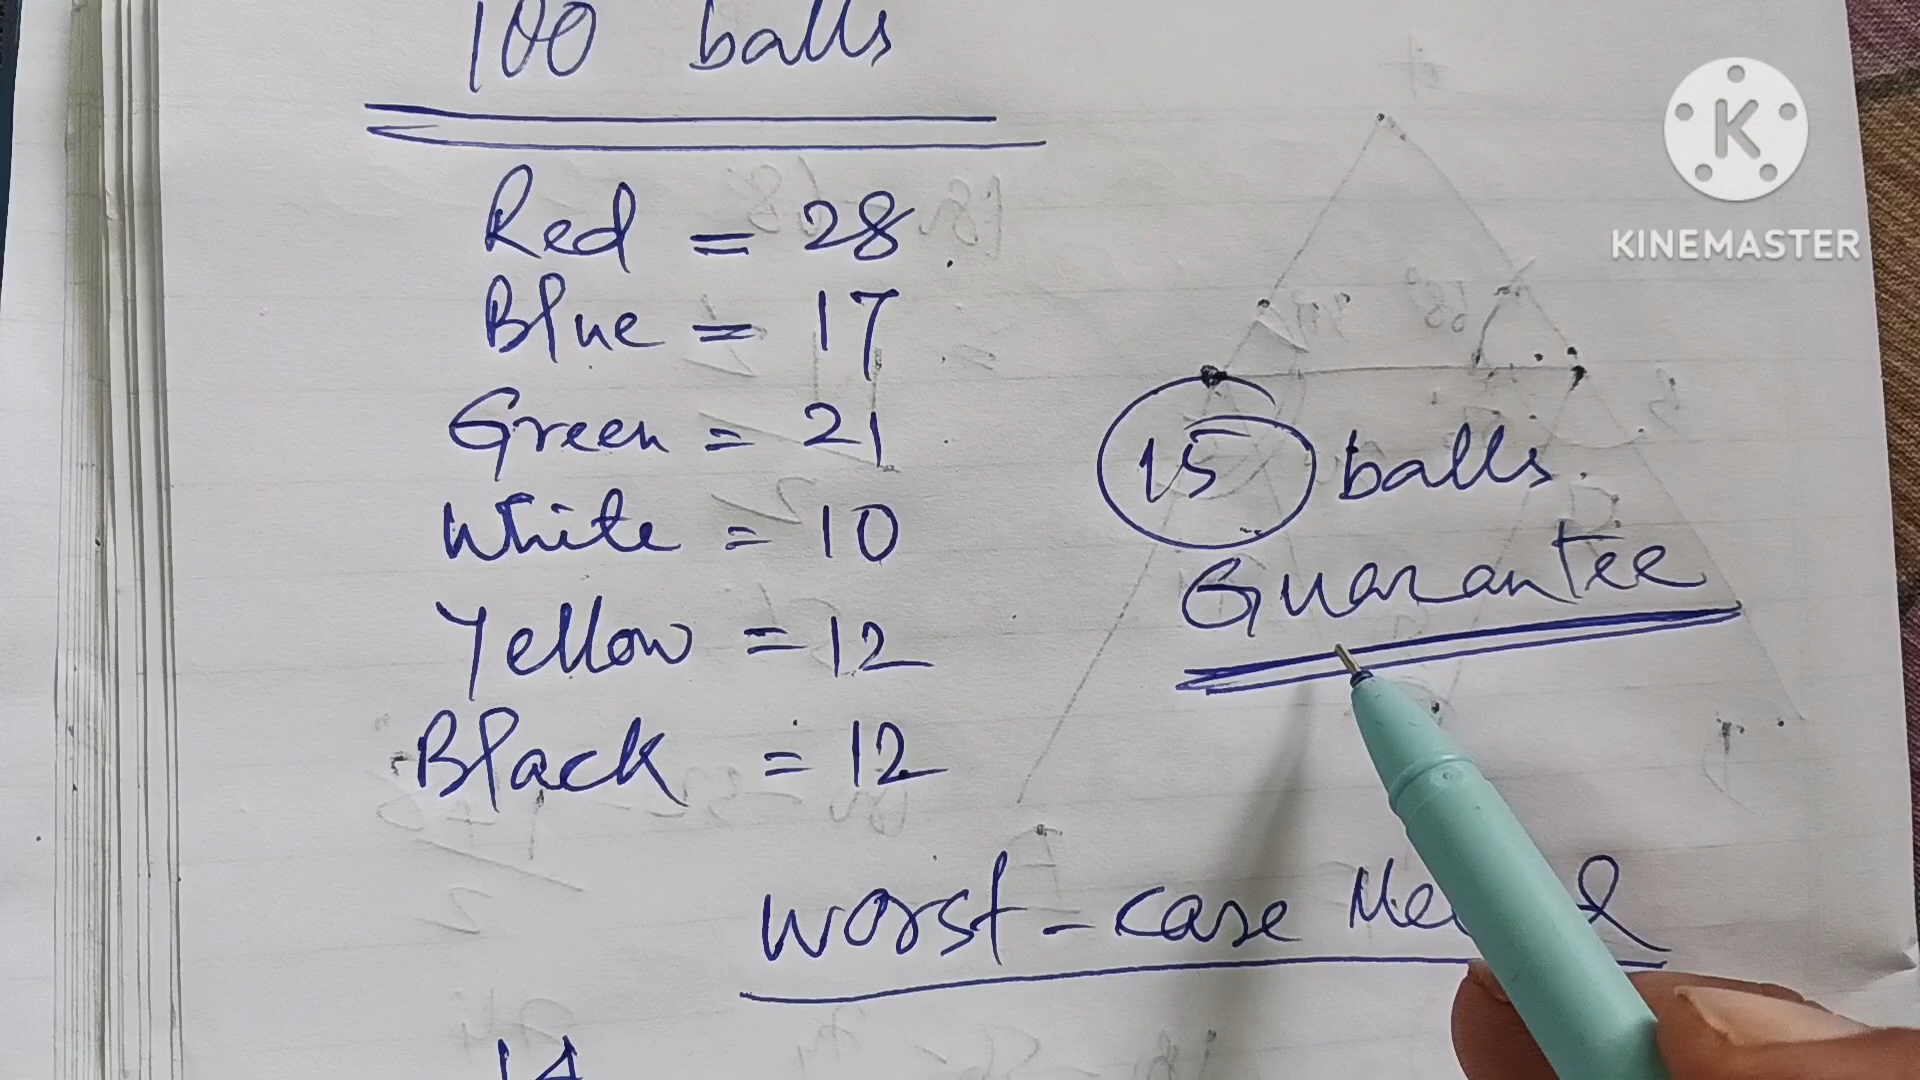 100 balls
Red = 28
Blue = 17
Green = 21
White = 10
Yellow = 12
Black = 12
15 balls.
Guarantee
worst-case
14
K
KINEMASTER